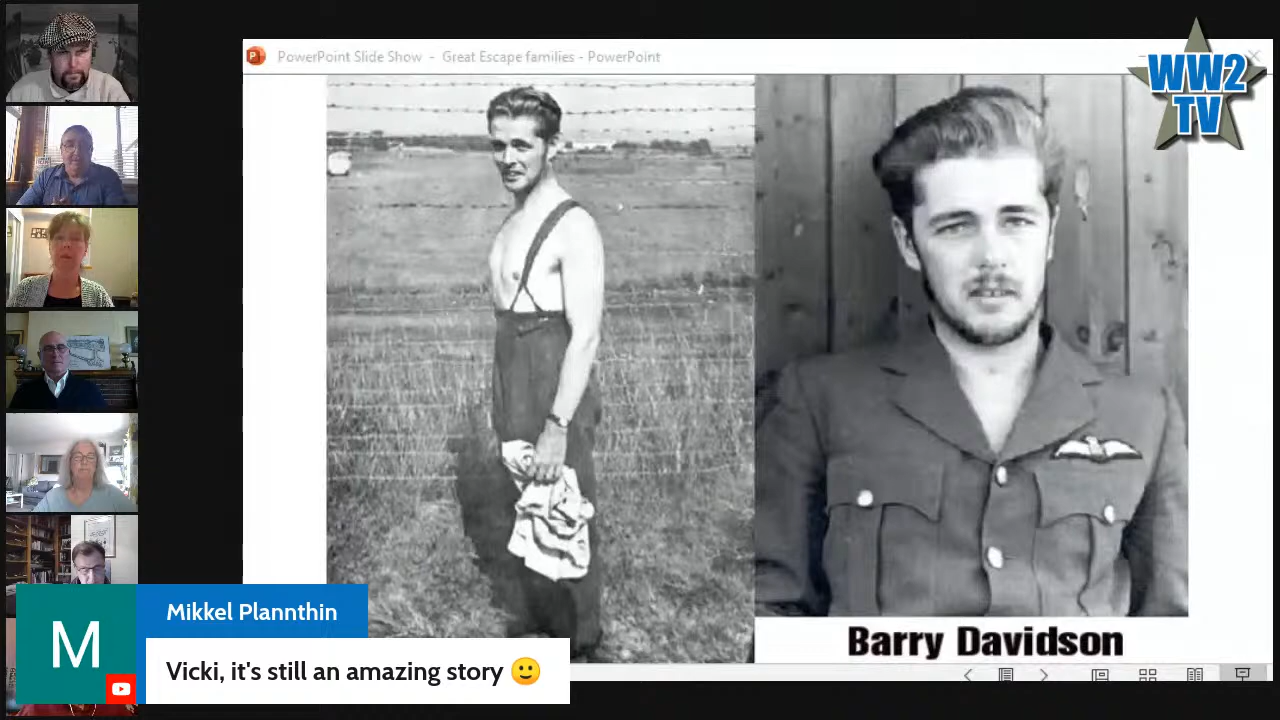 PowerPoint Slide Show - Great Escape families - PowerPoint
WW2
TV
Barry Davidson
M
Mikkel Plannthin
Vicki, it's still an amazing story 🙂